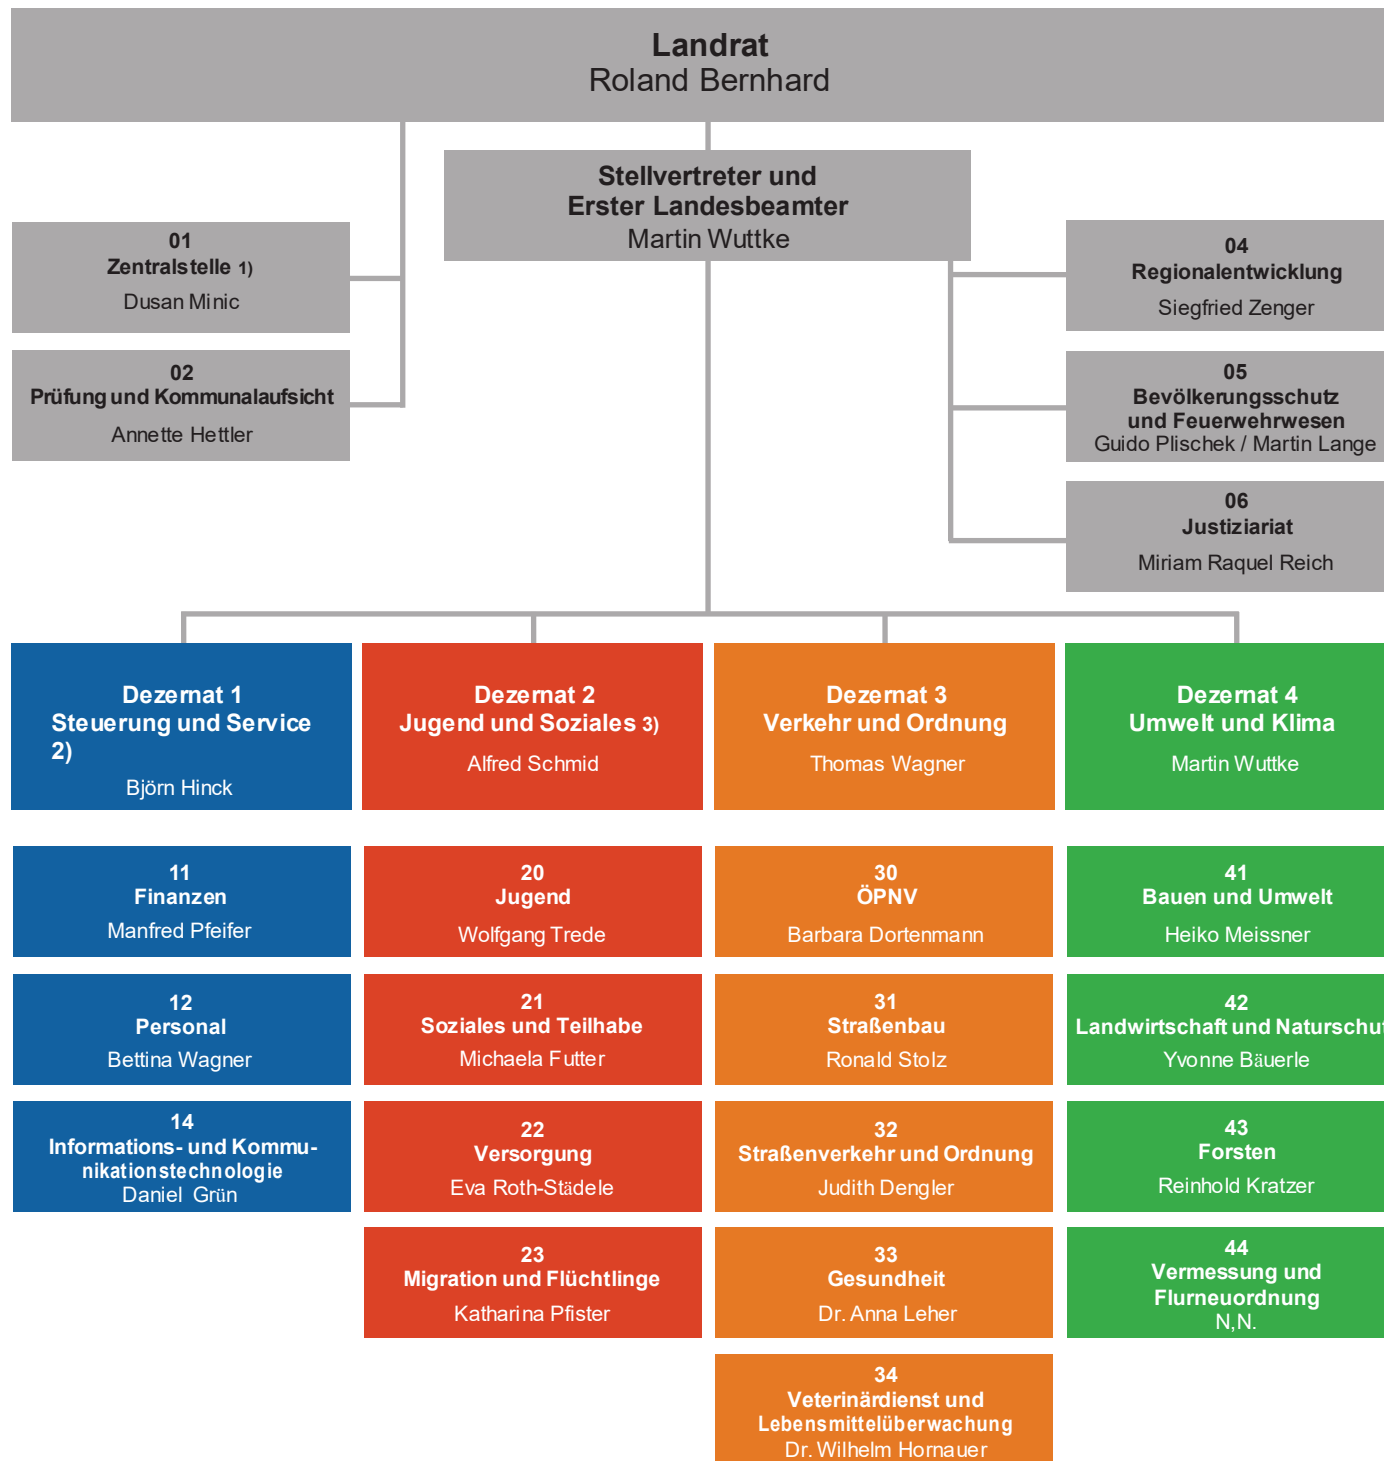 Landrat
Roland Bernhard
Stellvertreter und
Erster Landesbeamter
Martin Wuttke
01
Zentralstelle 1)
Dusan Minic
02
Prüfung und Kommunalaufsicht
Annette Hettler
04
Regionalentwicklung
Siegfried Zenger
05
Bevölkerungsschutz
und Feuerwehrwesen
Guido Plischek / Martin Lange
06
Justiziariat
Miriam Raquel Reich
Dezernat 1
Steuerung und Service
2)
Björn Hinck
Dezernat 2
Jugend und Soziales 3)
Alfred Schmid
Dezernat 3
Verkehr und Ordnung
Thomas Wagner
Dezernat 4
Umwelt und Klima
Martin Wuttke
11
Finanzen
Manfred Pfeifer
12
Personal
Bettina Wagner
14
Informations- und Kommu-
nikationstechnologie
Daniel Grün
20
Jugend
Wolfgang Trede
21
Soziales und Teilhabe
Michaela Futter
22
Versorgung
Eva Roth-Städele
23
Migration und Flüchtlinge
Katharina Pfister
30
ÖPNV
Barbara Dortenmann
31
Straßenbau
Ronald Stolz
32
Straßenverkehr und Ordnung
Judith Dengler
33
Gesundheit
Dr. Anna Leher
34
Veterinärdienst und
Lebensmittelüberwachung
Dr. Wilhelm Hornauer
41
Bauen und Umwelt
Heiko Meissner
42
Landwirtschaft und Naturschut
Yvonne Bäuerle
43
Forsten
Reinhold Kratzer
44
Vermessung und
Flurneuordnung
N,N.